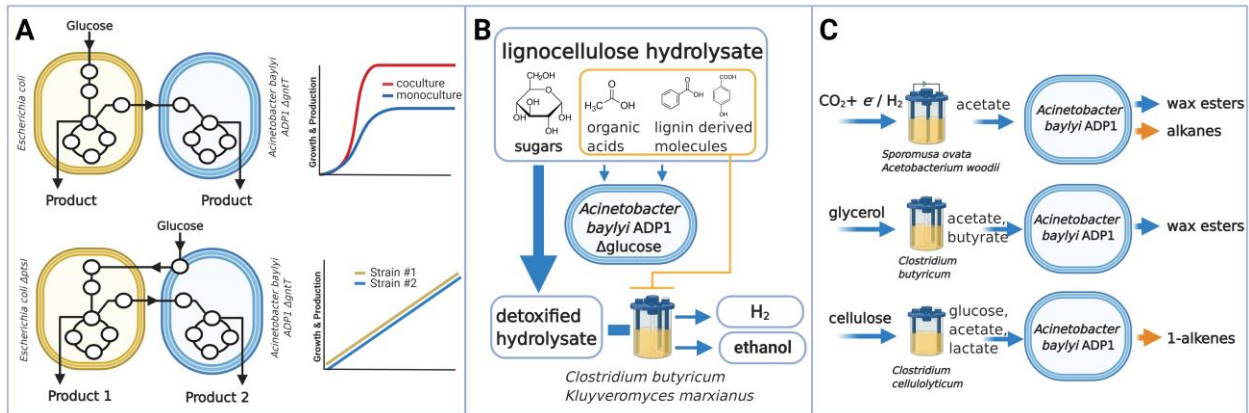 A
Glucose
Escherichia coli
Acinetobacter baylyi
ADP1 ΔgntT
Product
Product
Growth & Production
coculture
monoculture
Glucose
Escherichia coli ΔptsI
Acinetobacter baylyi
ADP1 ΔgntT
Product 1
Product 2
Growth & Production
Strain #1
Strain #2
B
lignocellulose hydrolysate
CH₂OH
OH
OH
OH
OH
sugars
H₃C
O
OH
organic
acids
O
OH
COOH
OH
lignin derived
molecules
Acinetobacter
baylyi ADP1
Δglucose
detoxified
hydrolysate
H₂
ethanol
Clostridium butyricum
Kluyveromyces marxianus
C
CO₂+ e⁻/ H₂
acetate
Sporomusa ovata
Acetobacterium woodii
Acinetobacter
baylyi ADP1
wax esters
alkanes
glycerol
acetate,
butyrate
Clostridium
butyricum
Acinetobacter
baylyi ADP1
wax esters
cellulose
glucose,
acetate,
lactate
Clostridium
cellulolyticum
Acinetobacter
baylyi ADP1
1-alkenes